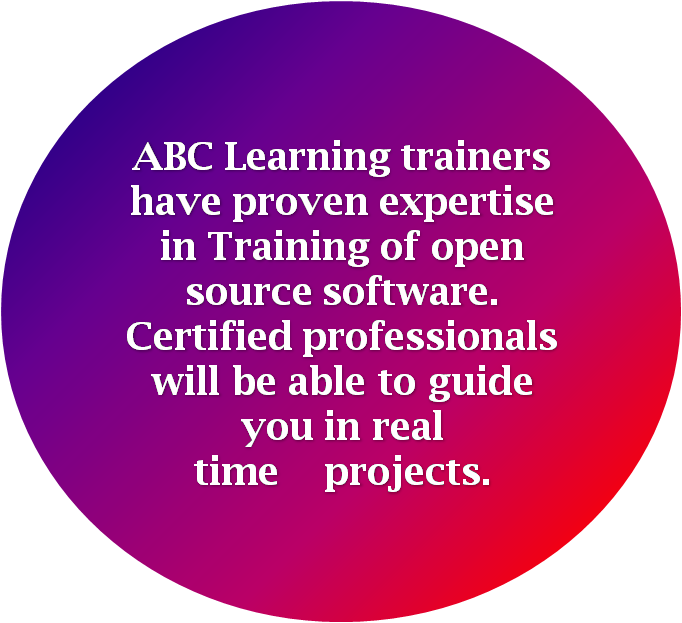 ABC Learning trainers
have proven expertise
in Training of open
source software.
Certified professionals
will be able to guide
you in real
time    projects.